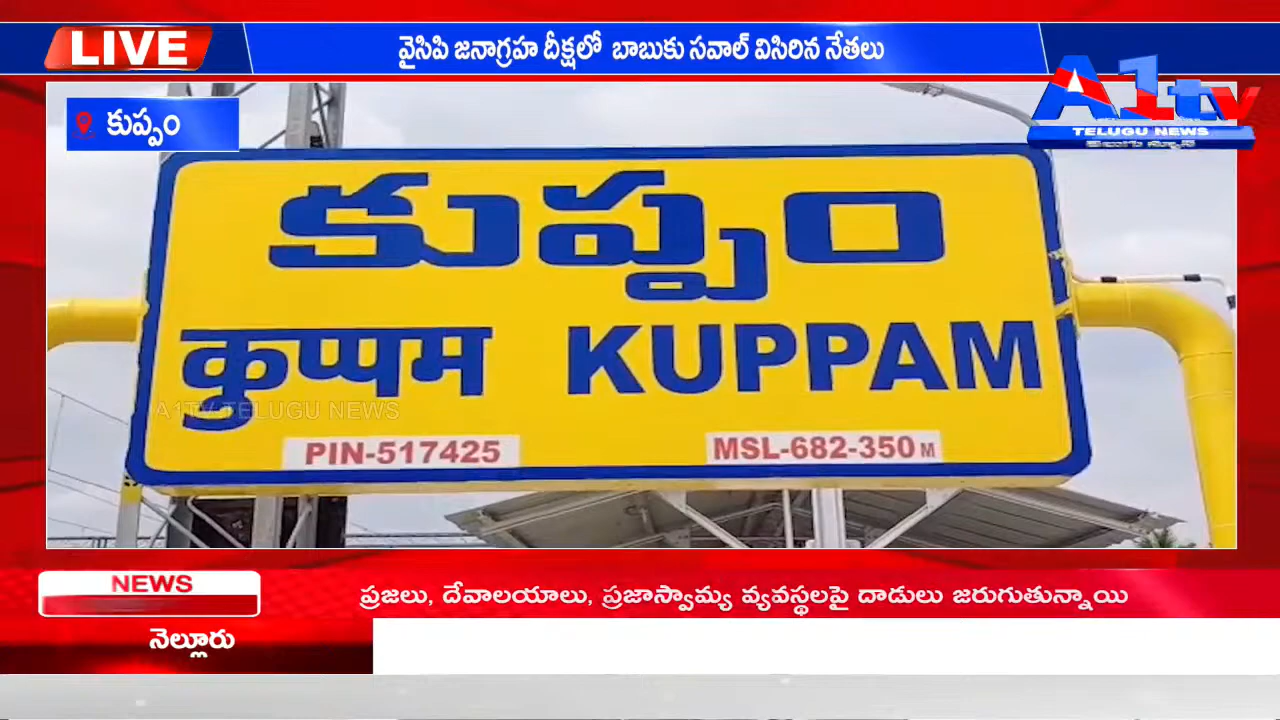 LIVE
వైసిపి జనాగ్రహ దీక్షలో బాబుకు సవాల్ విసిరిన నేతలు
A1tv
TELUGU NEWS
తెలుగు న్యూస్
కుప్పం
కుప్పం
कुप्पम KUPPAM
A1TV TELUGU NEWS
PIN-517425 MSL-682-350 M
NEWS
ప్రజలు, దేవాలయాలు, ప్రజాస్వామ్య వ్యవస్థలపై దాడులు జరుగుతున్నాయి
నెల్లూరు